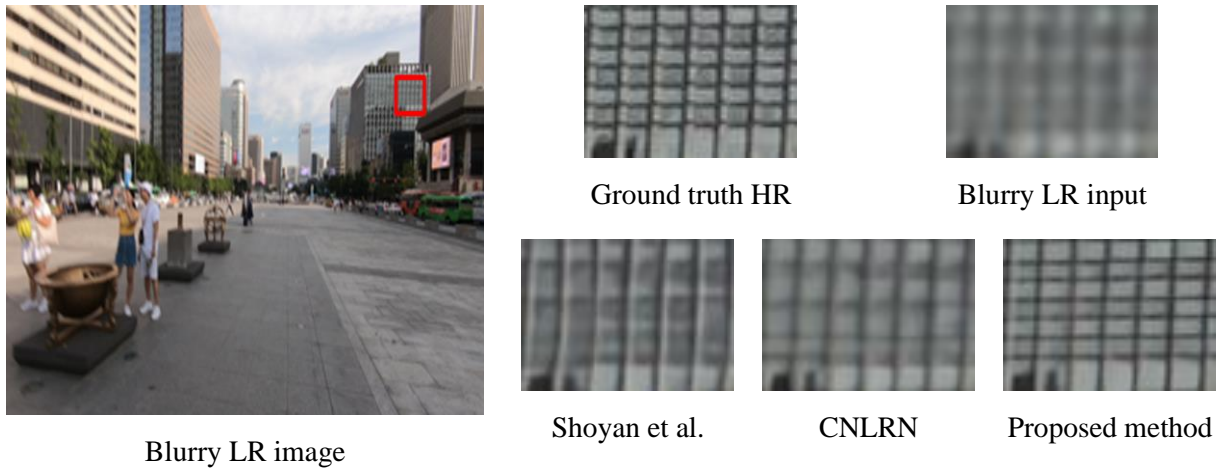 Ground truth HR
Blurry LR input
Shoyan et al.
CNLRN
Proposed method
Blurry LR image